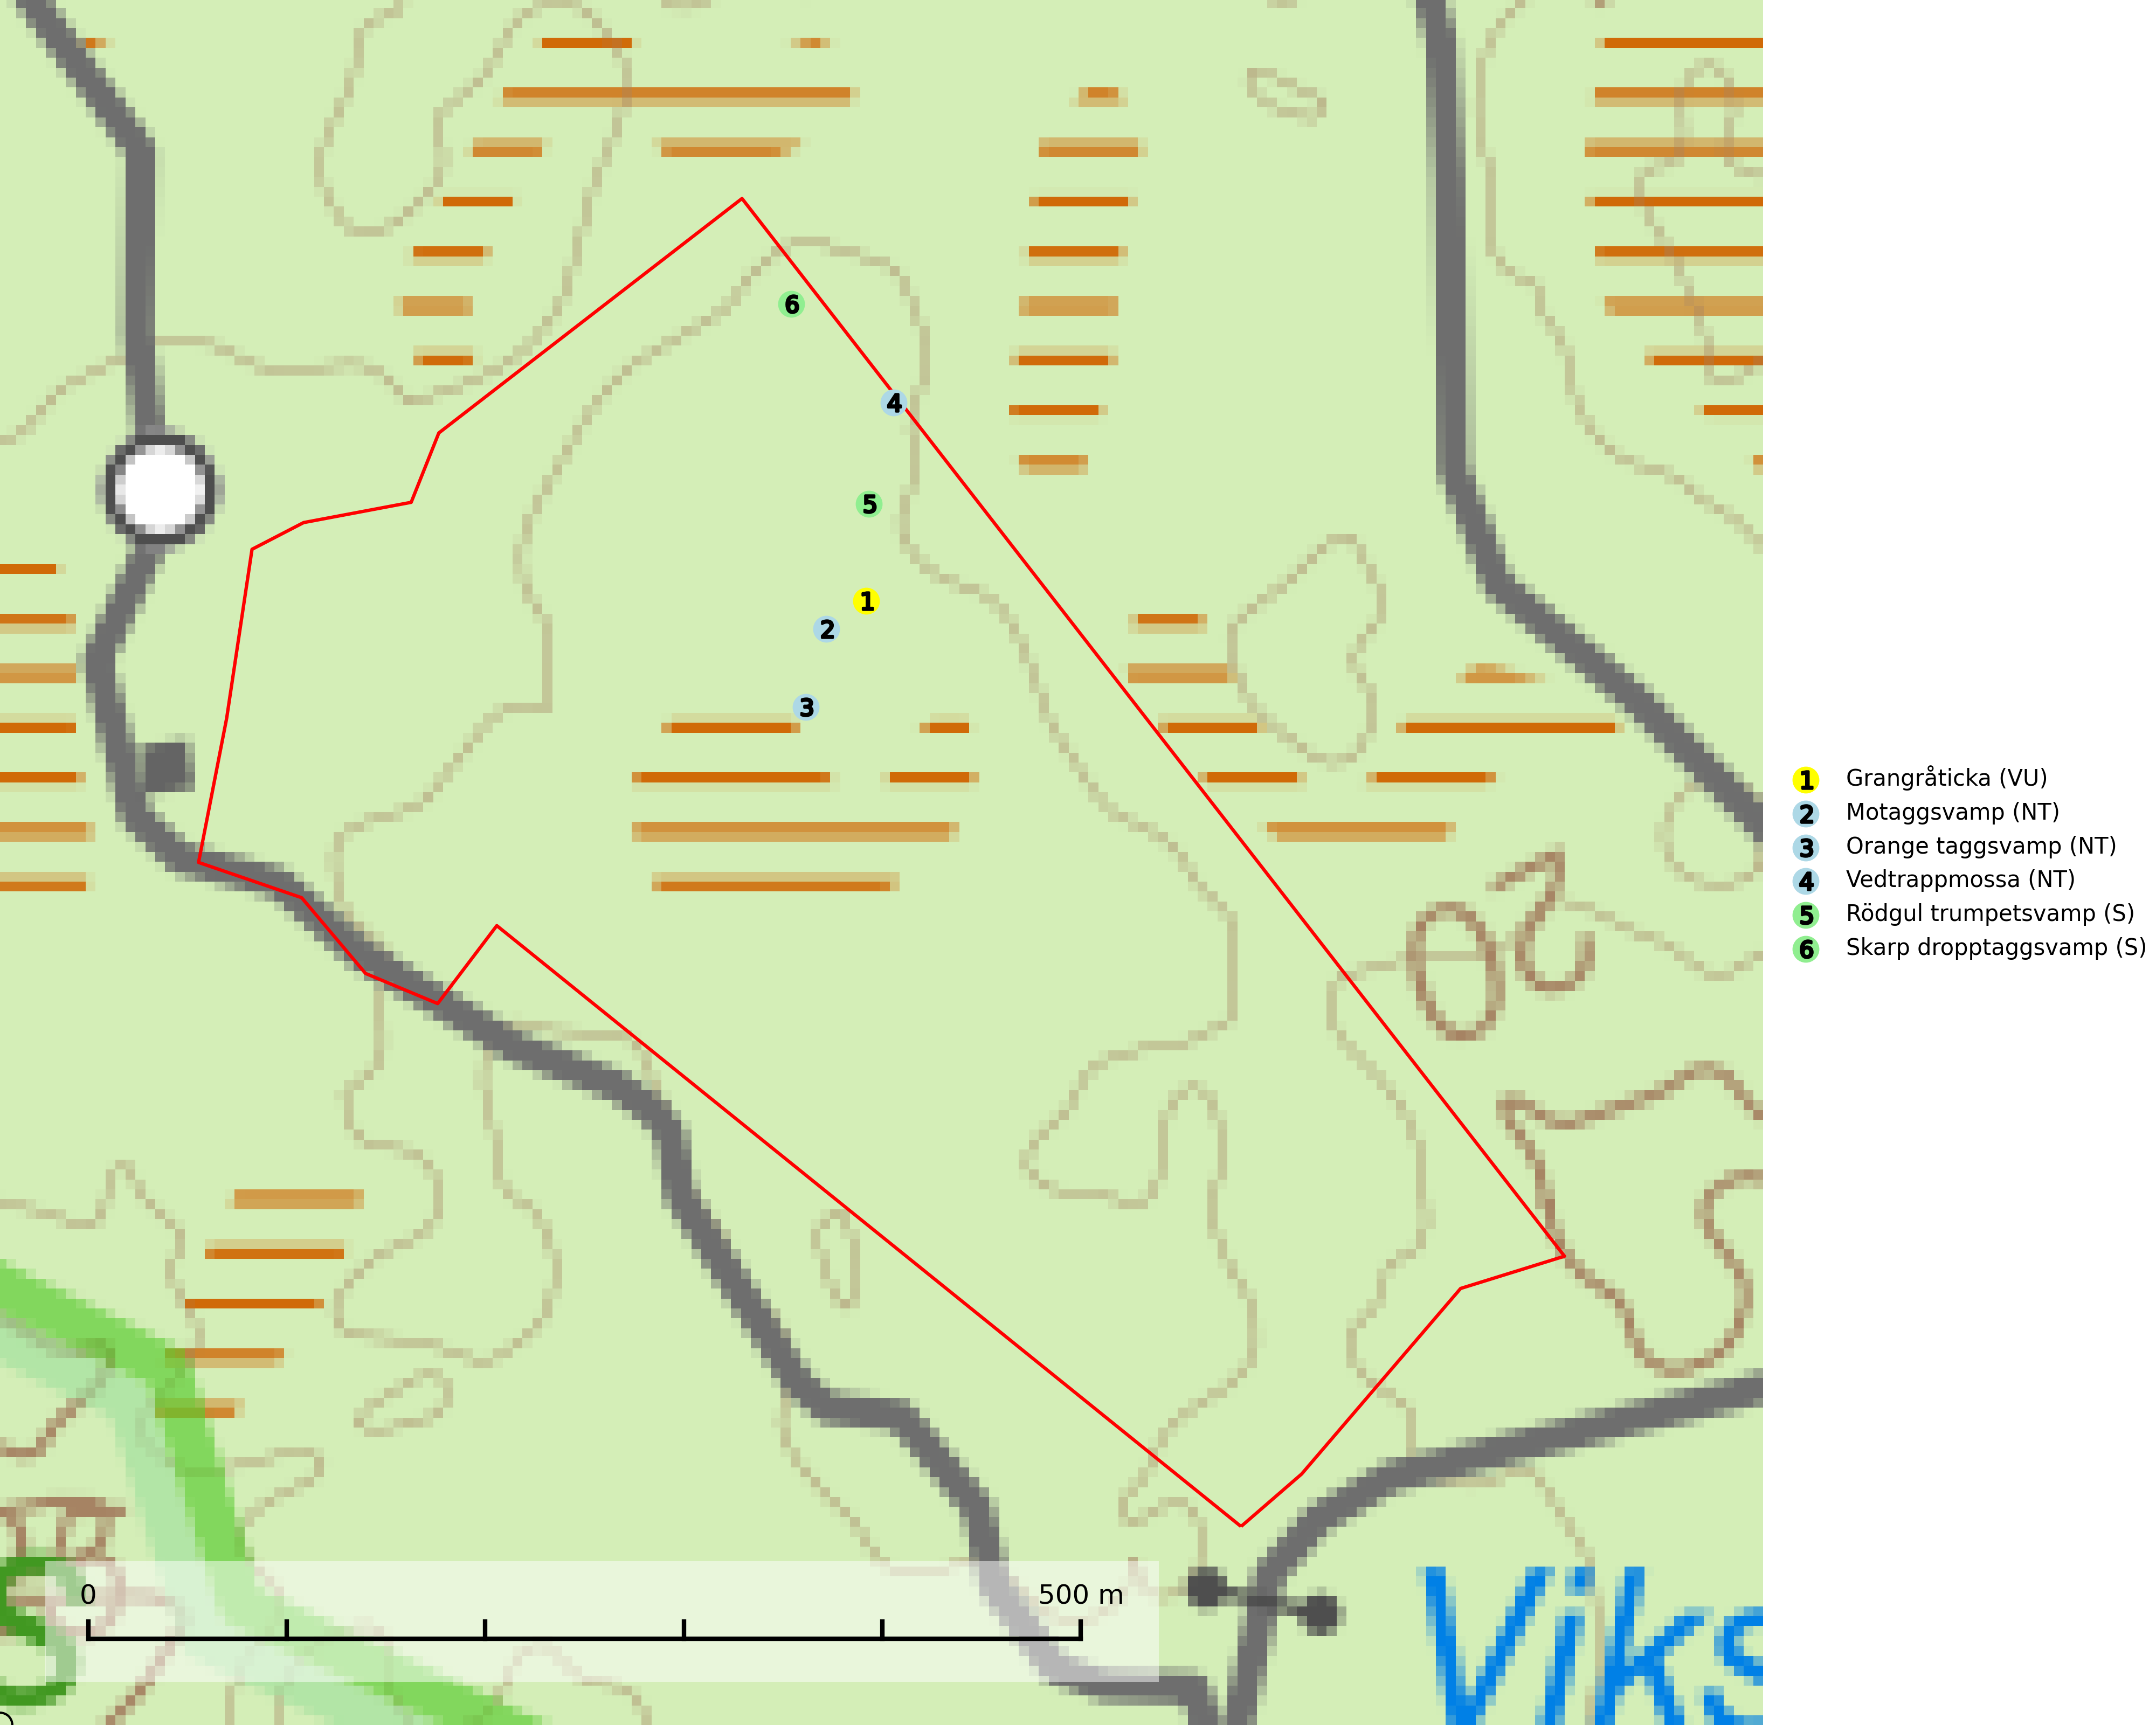 6
4
5
1
2
3
1 Grangråticka (VU)
2 Motaggsvamp (NT)
3 Orange taggsvamp (NT)
4 Vedtrappmossa (NT)
5 Rödgul trumpetsvamp (S)
6 Skarp dropptaggsvamp (S)
0 500 m
Viks